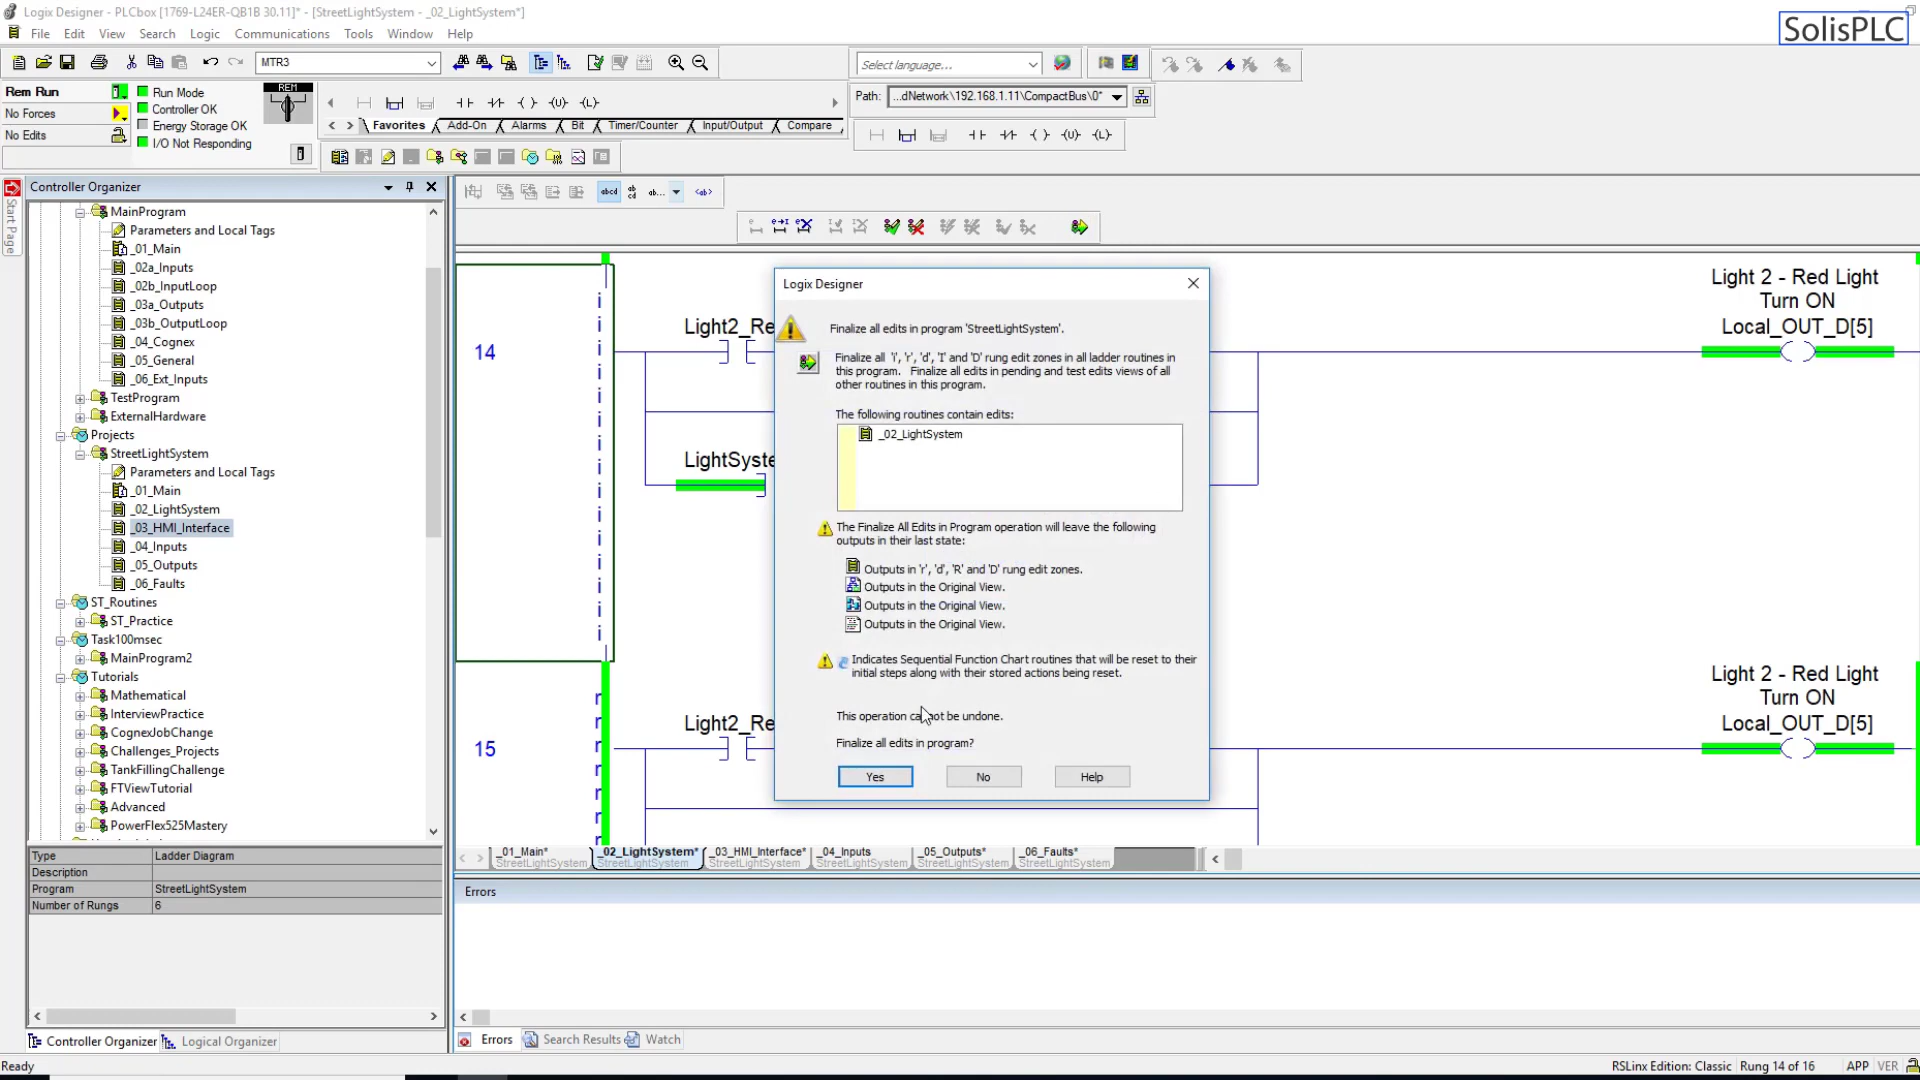 Logix Designer - PLCbox [1769-L24ER-QB1B 30.11]* - [StreetLightSystem - _02_LightSystem*]
SolisPLC
File Edit View Search Logic Communications Tools Window Help
MTR3
Select language...
Rem Run
No Forces
No Edits
Run Mode
Controller OK
Energy Storage OK
I/O Not Responding
REM
Path: ...dNetwork\192.168.1.11\CompactBus\0*
Favorites Add-On Alarms Bit Timer/Counter Input/Output Compare
Start Page
Controller Organizer
MainProgram
Parameters and Local Tags
_01_Main
_02a_Inputs
_02b_InputLoop
_03a_Outputs
_03b_OutputLoop
_04_Cognex
_05_General
_06_Ext_Inputs
TestProgram
ExternalHardware
Projects
StreetLightSystem
Parameters and Local Tags
_01_Main
_02_LightSystem
_03_HMI_Interface
_04_Inputs
_05_Outputs
_06_Faults
ST_Routines
ST_Practice
Task100msec
MainProgram2
Tutorials
Mathematical
InterviewPractice
CognexJobChange
Challenges_Projects
TankFillingChallenge
FTViewTutorial
Advanced
PowerFlex525Mastery
Type Ladder Diagram
Description
Program StreetLightSystem
Number of Rungs 6
Controller Organizer Logical Organizer
14
Light2_Re
LightSyste
Light 2 - Red Light
Turn ON
Local_OUT_D[5]
15
Light2_Re
Light 2 - Red Light
Turn ON
Local_OUT_D[5]
Logix Designer
Finalize all edits in program 'StreetLightSystem'.
Finalize all 'i', 'r', 'd', 'I' and 'D' rung edit zones in all ladder routines in
this program. Finalize all edits in pending and test edits views of all
other routines in this program.
The following routines contain edits:
_02_LightSystem
The Finalize All Edits in Program operation will leave the following
outputs in their last state:
Outputs in 'r', 'd', 'R' and 'D' rung edit zones.
Outputs in the Original View.
Outputs in the Original View.
Outputs in the Original View.
Indicates Sequential Function Chart routines that will be reset to their
initial steps along with their stored actions being reset.
This operation cannot be undone.
Finalize all edits in program?
Yes No Help
_01_Main* _02_LightSystem* _03_HMI_Interface* _04_Inputs _05_Outputs* _06_Faults*
StreetLightSystem StreetLightSystem StreetLightSystem StreetLightSystem StreetLightSystem StreetLightSystem
Errors
Errors Search Results Watch
Ready
RSLinx Edition: Classic Rung 14 of 16 APP VER